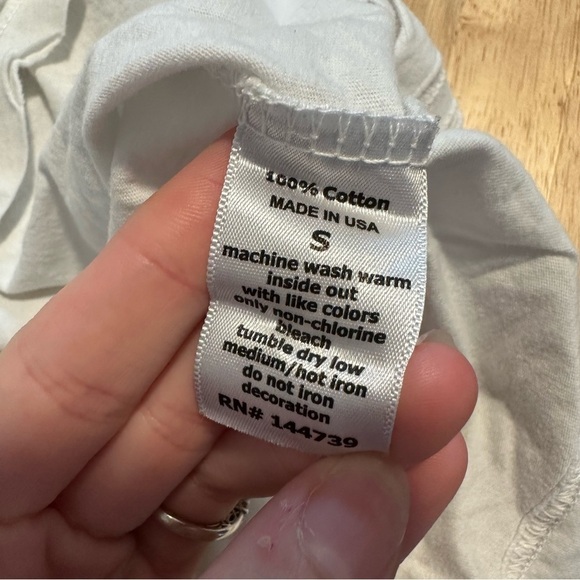 100% Cotton
MADE IN USA
S
machine wash warm
inside out
with like colors
only non-chlorine
bleach
tumble dry low
medium/hot iron
do not iron
decoration
RN# 144739